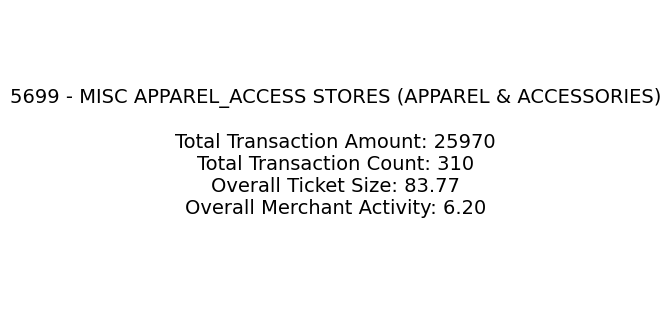 5699 - MISC APPAREL_ACCESS STORES (APPAREL & ACCESSORIES)
Total Transaction Amount: 25970
Total Transaction Count: 310
Overall Ticket Size: 83.77
Overall Merchant Activity: 6.20